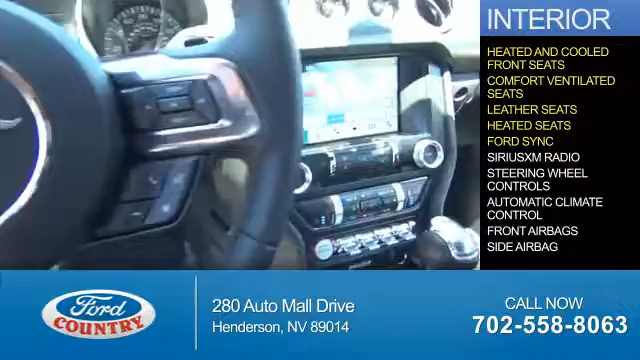 INTERIOR
HEATED AND COOLED
FRONT SEATS
COMFORT VENTILATED
SEATS
LEATHER SEATS
HEATED SEATS
FORD SYNC
SIRIUSXM RADIO
STEERING WHEEL
CONTROLS
AUTOMATIC CLIMATE
CONTROL
FRONT AIRBAGS
SIDE AIRBAG
Ford
COUNTRY
280 Auto Mall Drive
Henderson, NV 89014
CALL NOW
702-558-8063